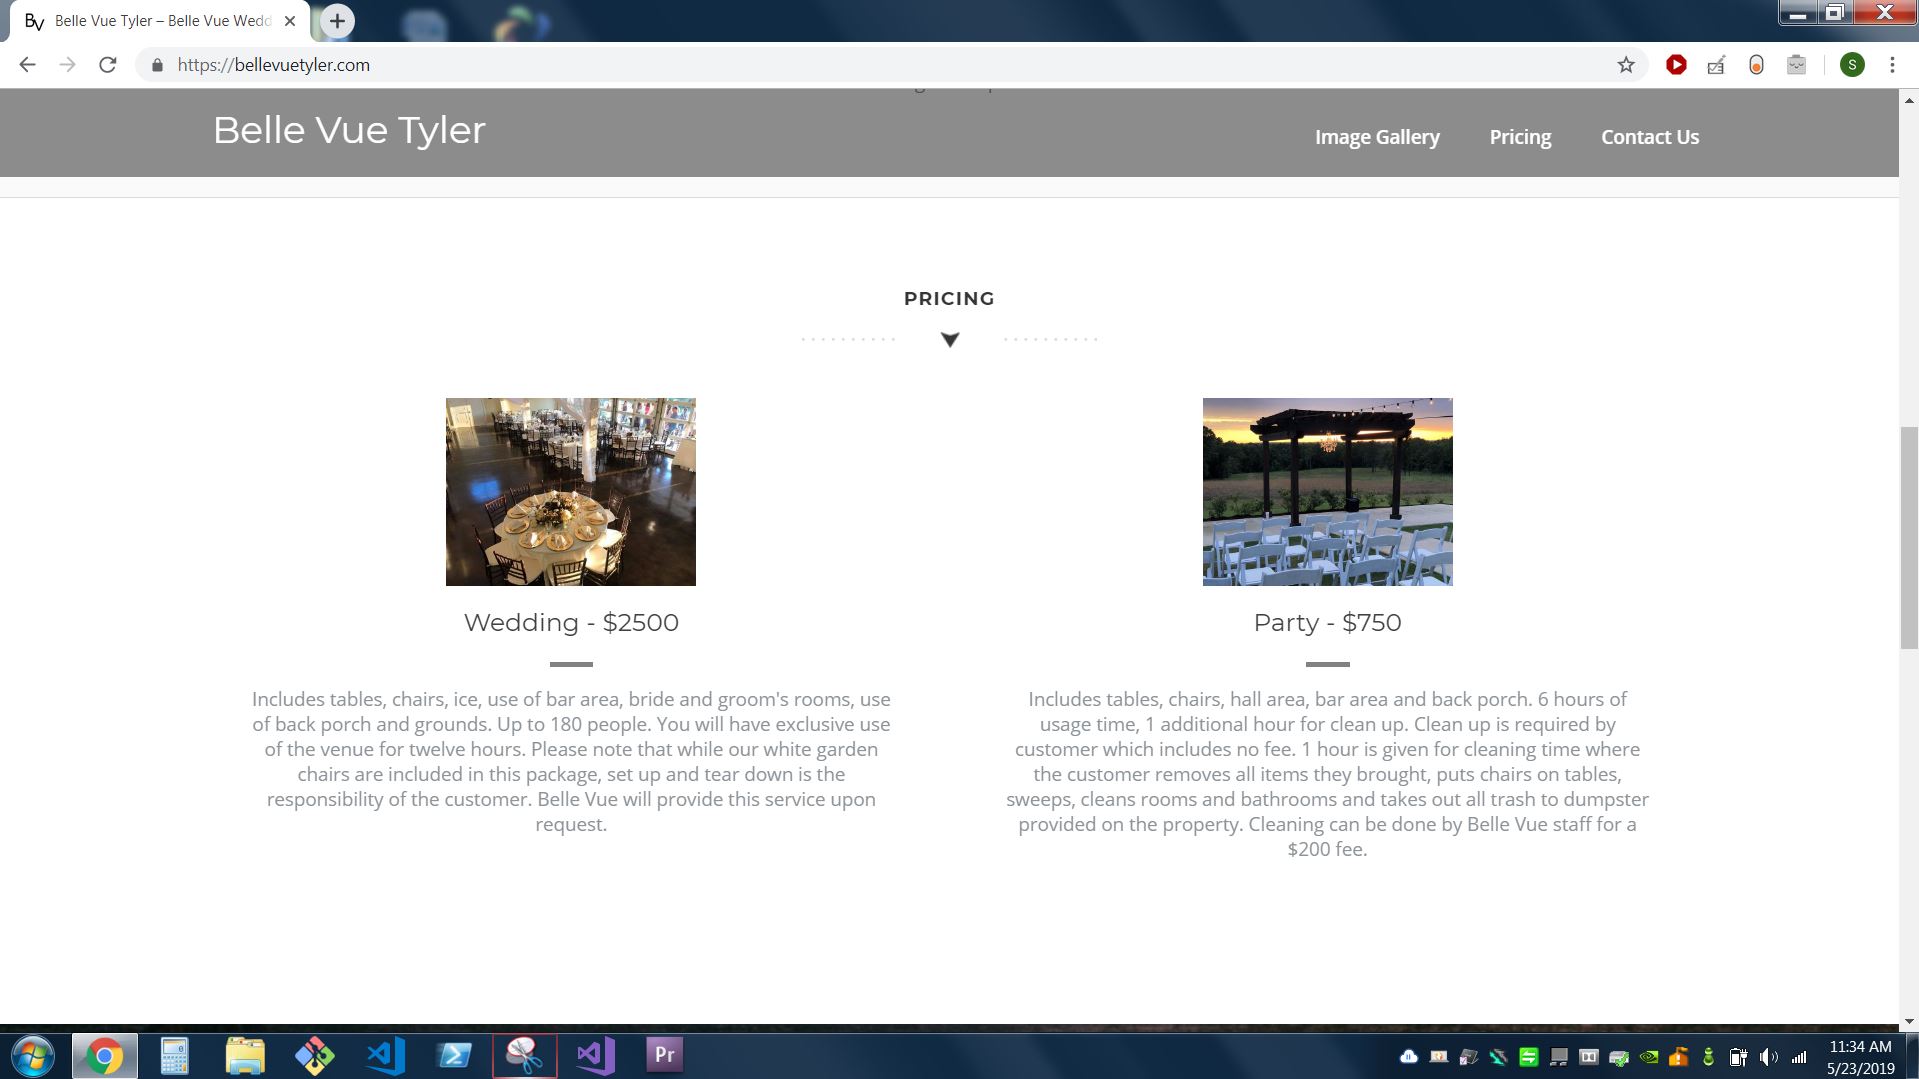 Belle Vue Tyler – Belle Vue Wedd
https://bellevuetyler.com
S
Belle Vue Tyler
Image Gallery
Pricing
Contact Us
PRICING
Wedding - $2500
Includes tables, chairs, ice, use of bar area, bride and groom's rooms, use
of back porch and grounds. Up to 180 people. You will have exclusive use
of the venue for twelve hours. Please note that while our white garden
chairs are included in this package, set up and tear down is the
responsibility of the customer. Belle Vue will provide this service upon
request.
Party - $750
Includes tables, chairs, hall area, bar area and back porch. 6 hours of
usage time, 1 additional hour for clean up. Clean up is required by
customer which includes no fee. 1 hour is given for cleaning time where
the customer removes all items they brought, puts chairs on tables,
sweeps, cleans rooms and bathrooms and takes out all trash to dumpster
provided on the property. Cleaning can be done by Belle Vue staff for a
$200 fee.
Pr
11:34 AM
5/23/2019